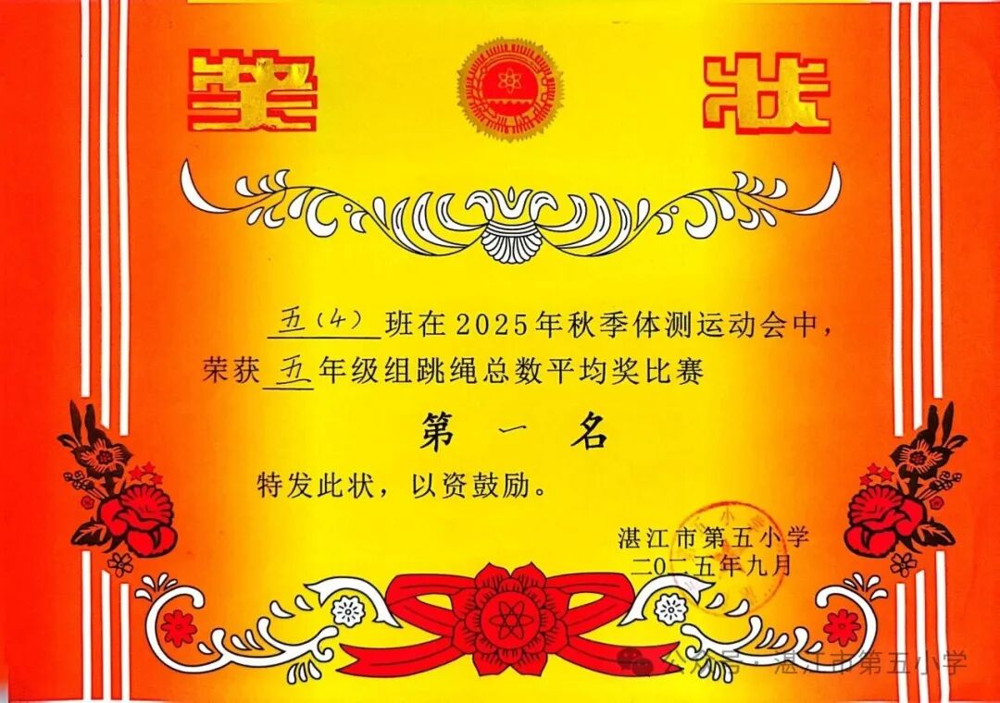 奖状
五(4)班在2025年秋季体测运动会中，
荣获五年级组跳绳总数平均奖比赛
第一名
特发此状，以资鼓励。
湛江市第五小学
二〇二五年九月
公众号·湛江市第五小学